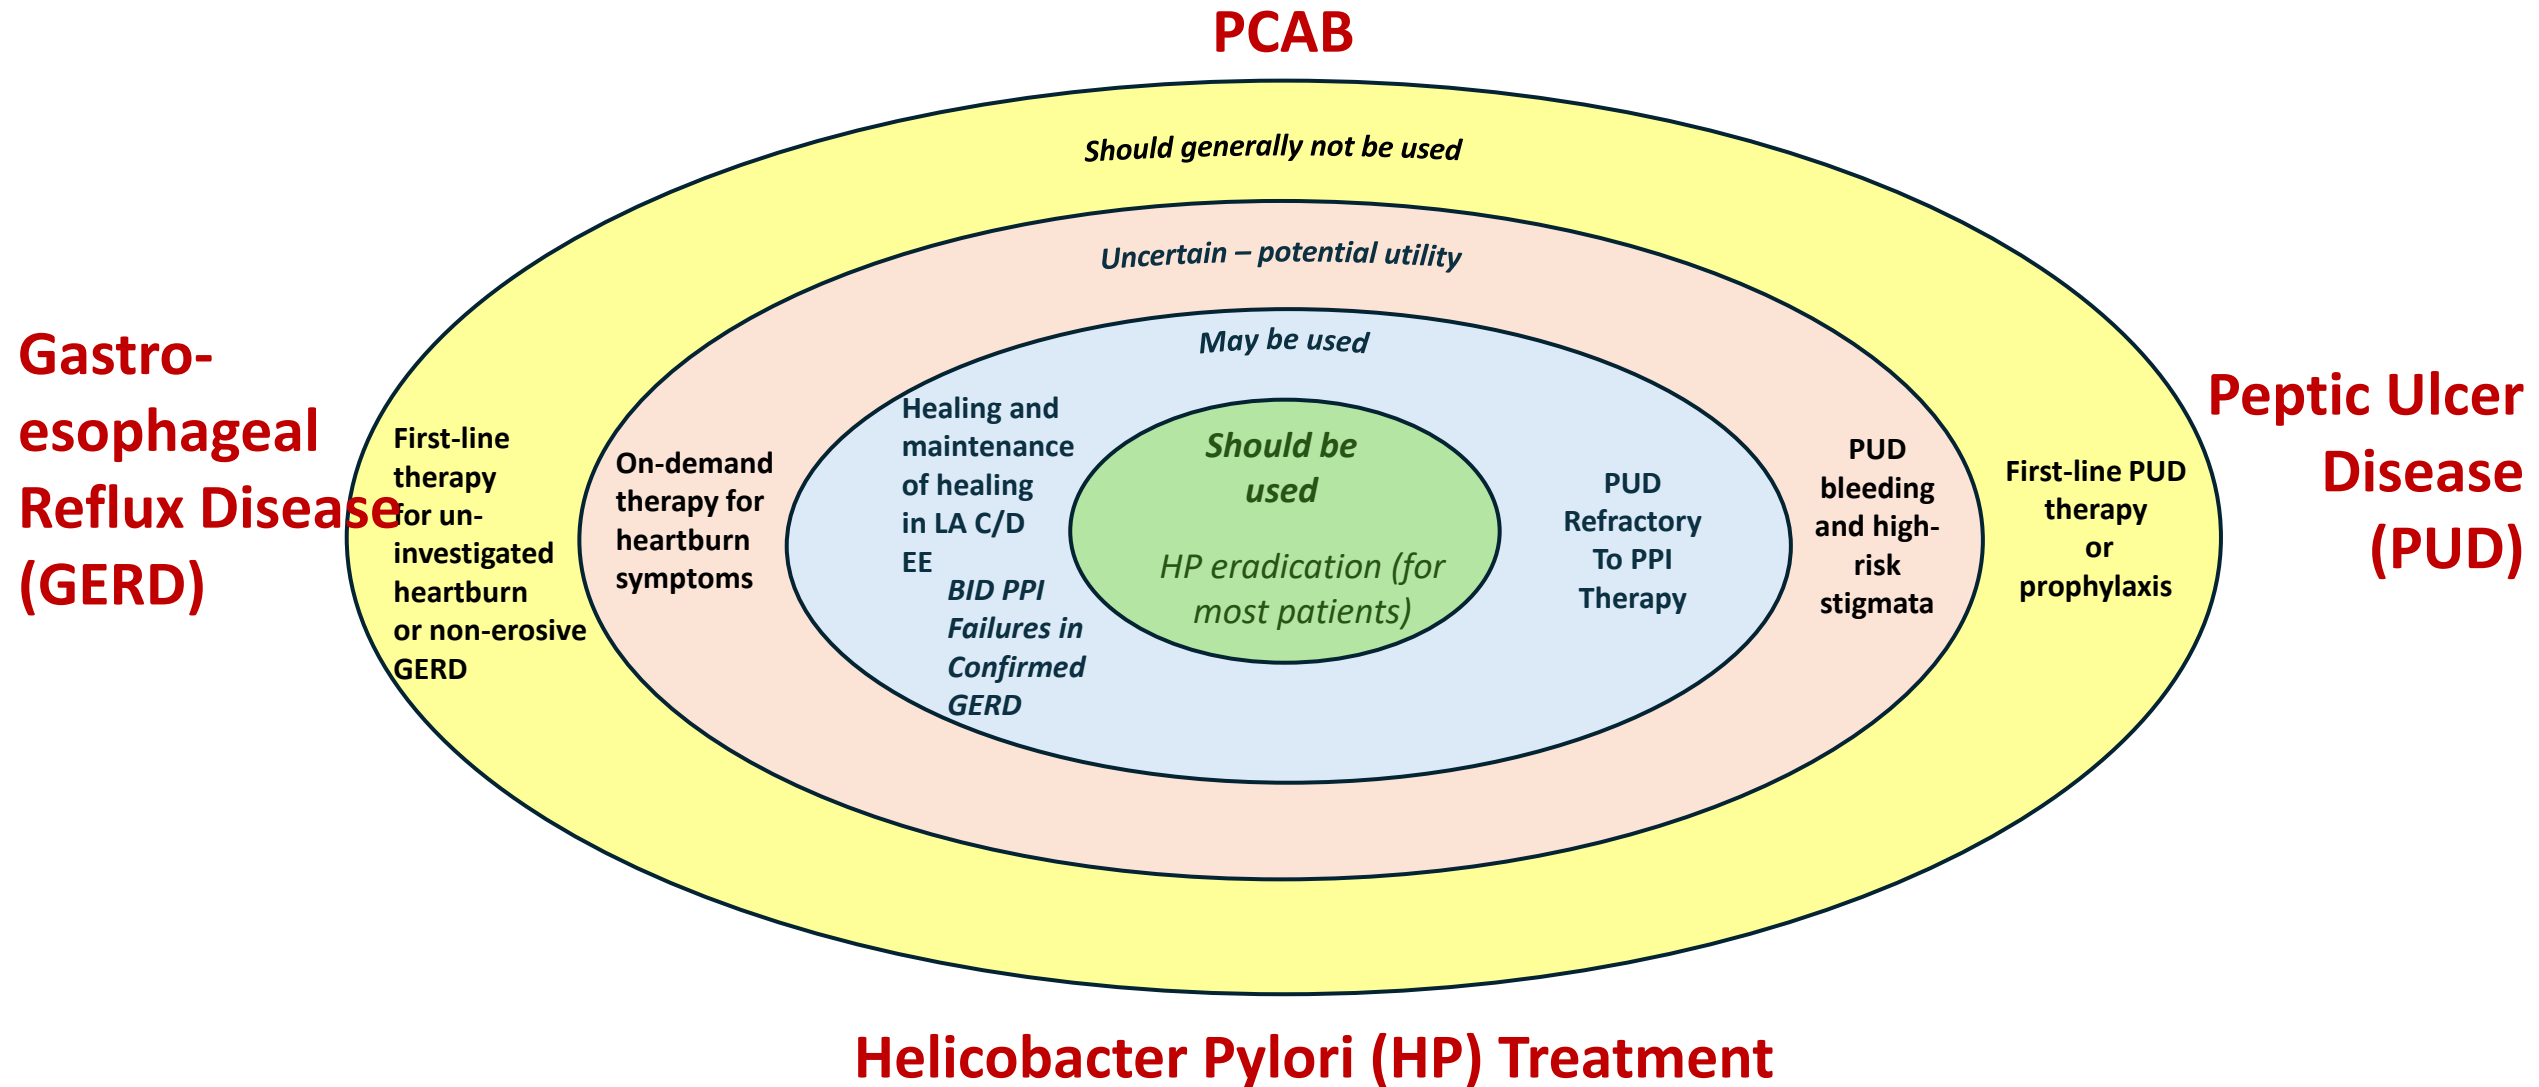 PCAB
Should generally not be used
Uncertain – potential utility
May be used
Gastro-
esophageal
Reflux Disease
(GERD)
First-line
therapy
for un-
investigated
heartburn
or non-erosive
GERD
On-demand
therapy for
heartburn
symptoms
Healing and
maintenance
of healing
in LA C/D
EE
BID PPI
Failures in
Confirmed
GERD
Should be
used
HP eradication (for
most patients)
PUD
Refractory
To PPI
Therapy
PUD
bleeding
and high-
risk
stigmata
First-line PUD
therapy
or
prophylaxis
Peptic Ulcer
Disease
(PUD)
Helicobacter Pylori (HP) Treatment